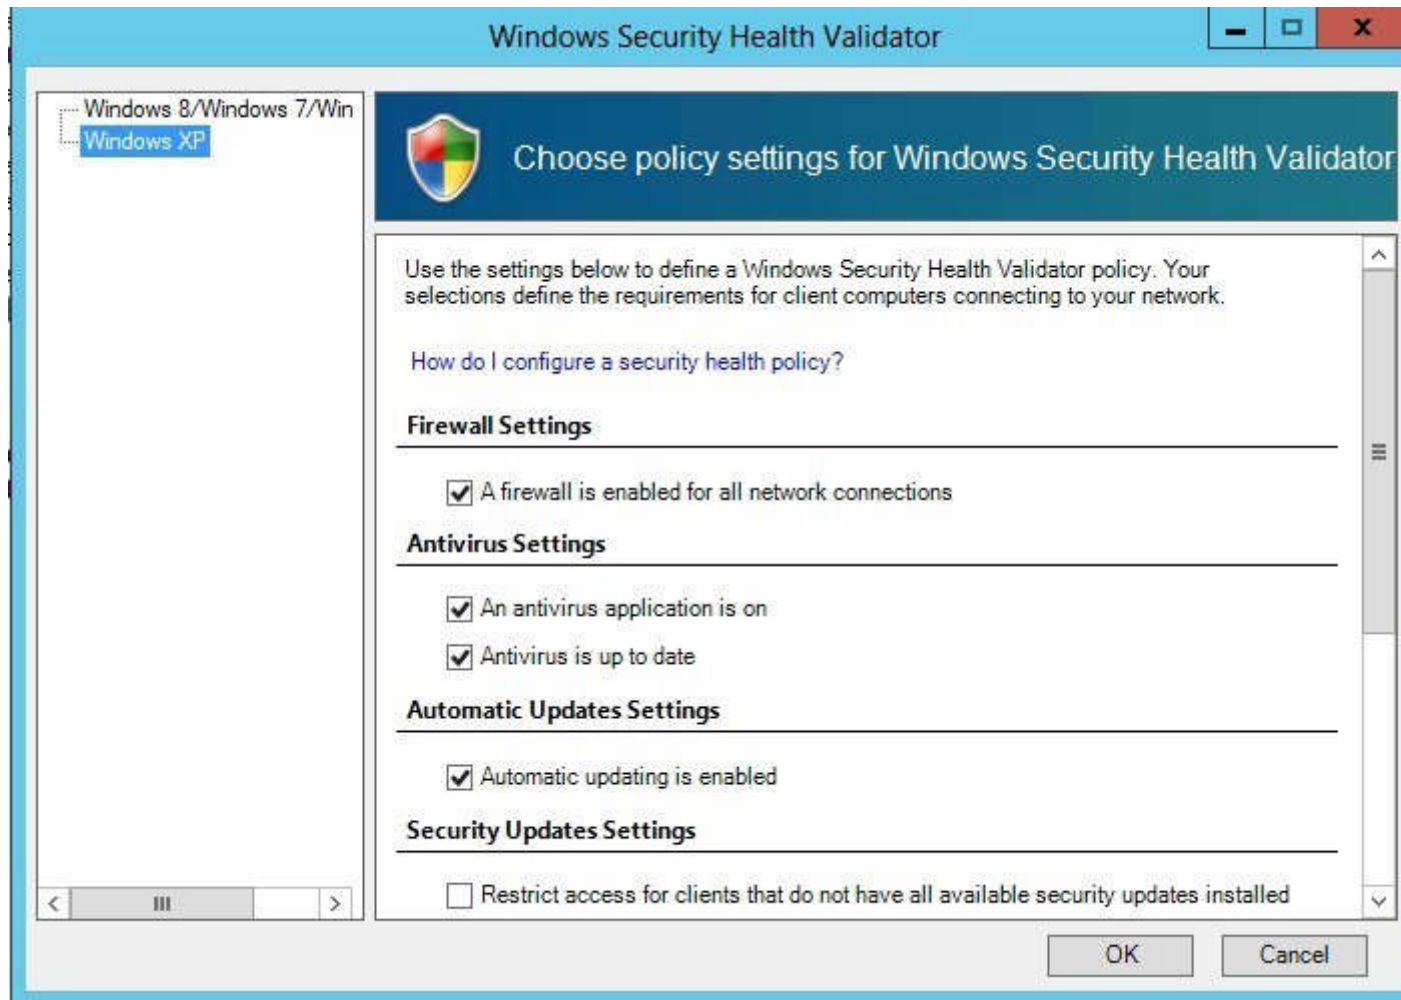 Windows Security Health Validator
Windows 8/Windows 7/Win
Windows XP
Choose policy settings for Windows Security Health Validator
Use the settings below to define a Windows Security Health Validator policy. Your
selections define the requirements for client computers connecting to your network.
How do I configure a security health policy?
Firewall Settings
A firewall is enabled for all network connections
Antivirus Settings
An antivirus application is on
Antivirus is up to date
Automatic Updates Settings
Automatic updating is enabled
Security Updates Settings
Restrict access for clients that do not have all available security updates installed
OK
Cancel